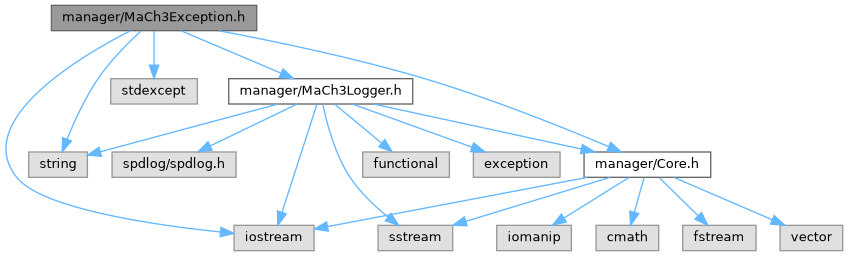 manager/MaCh3Exception.h
stdexcept
manager/MaCh3Logger.h
string
spdlog/spdlog.h
functional
exception
manager/Core.h
iostream
sstream
iomanip
cmath
fstream
vector